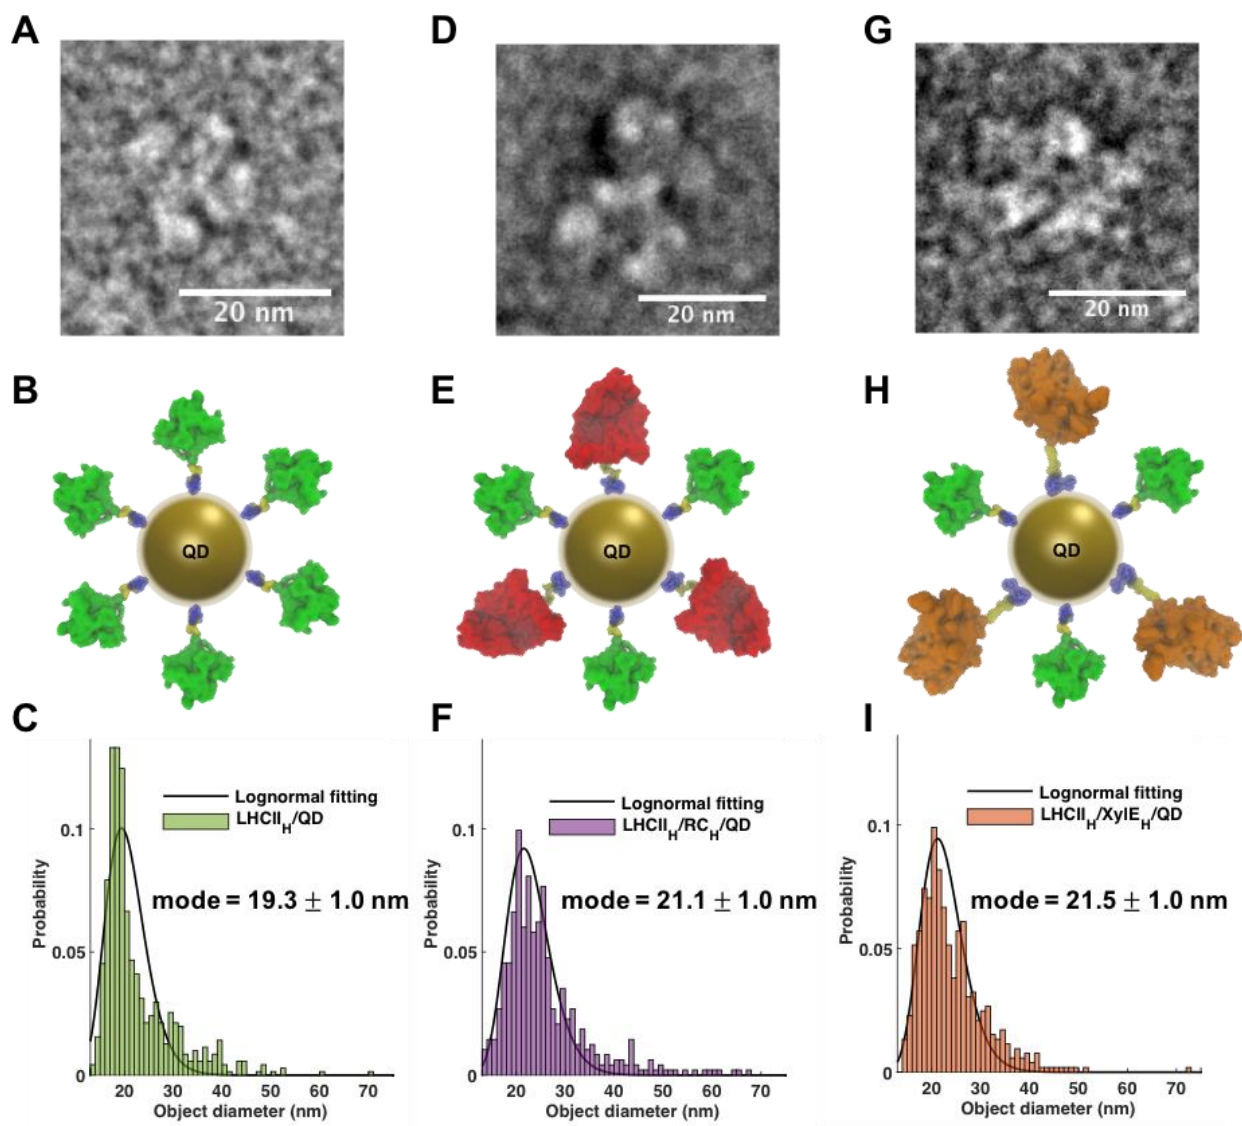 A
D
G
20 nm
20 nm
20 nm
B
E
H
QD
QD
QD
C
F
I
Lognormal fitting
LHCII_H/QD
mode = 19.3 ± 1.0 nm
Probability
0.1
0.05
0
20 30 40 50 60 70
Object diameter (nm)
Lognormal fitting
LHCII_H/RC_H/QD
mode = 21.1 ± 1.0 nm
Probability
0.1
0.05
0
20 30 40 50 60 70
Object diameter (nm)
Lognormal fitting
LHCII_H/XylE_H/QD
mode = 21.5 ± 1.0 nm
Probability
0.1
0.05
0
20 30 40 50 60 70
Object diameter (nm)